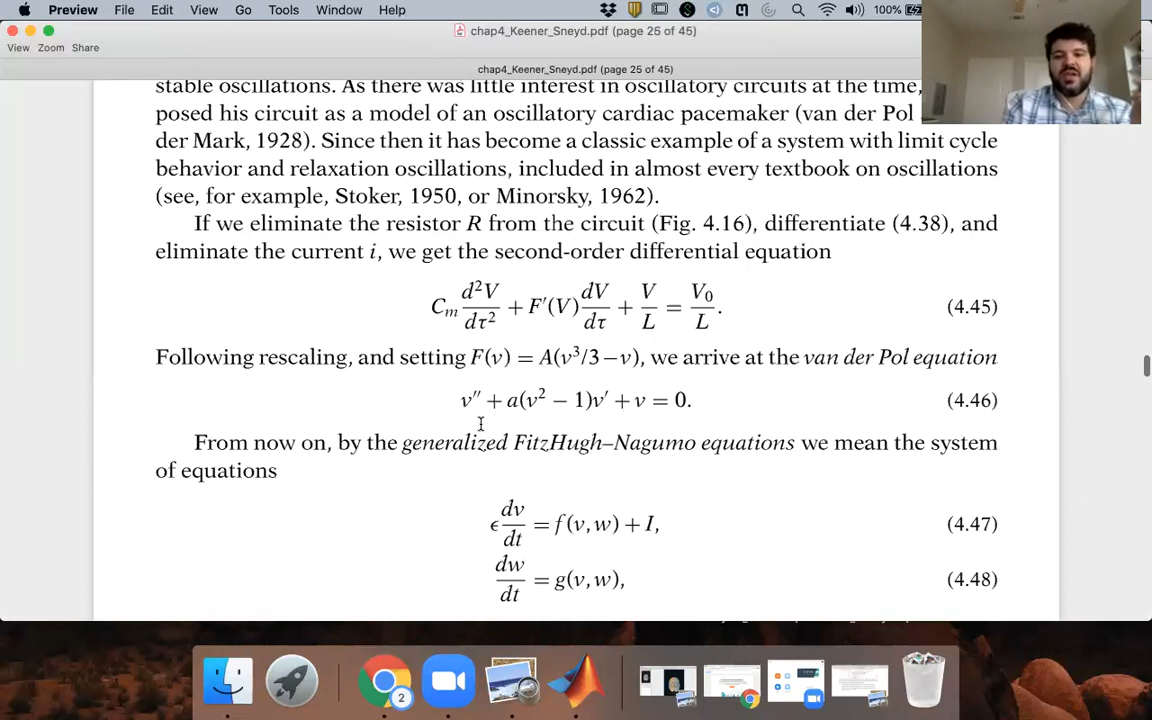 Preview File Edit View Go Tools Window Help 100%
chap4_Keener_Sneyd.pdf (page 25 of 45)
View Zoom Share
chap4_Keener_Sneyd.pdf (page 25 of 45)
stable oscillations. As there was little interest in oscillatory circuits at the time,
posed his circuit as a model of an oscillatory cardiac pacemaker (van der Pol
der Mark, 1928). Since then it has become a classic example of a system with limit cycle
behavior and relaxation oscillations, included in almost every textbook on oscillations
(see, for example, Stoker, 1950, or Minorsky, 1962).
If we eliminate the resistor R from the circuit (Fig. 4.16), differentiate (4.38), and
eliminate the current i, we get the second-order differential equation
C_m d²V/dτ² + F′(V) dV/dτ + V/L = V₀/L. (4.45)
Following rescaling, and setting F(v) = A(v³/3−v), we arrive at the van der Pol equation
v″ + a(v² − 1)v′ + v = 0. (4.46)
From now on, by the generalized FitzHugh–Nagumo equations we mean the system
of equations
ϵ dv/dt = f(v, w) + I, (4.47)
dw/dt = g(v, w), (4.48)
2